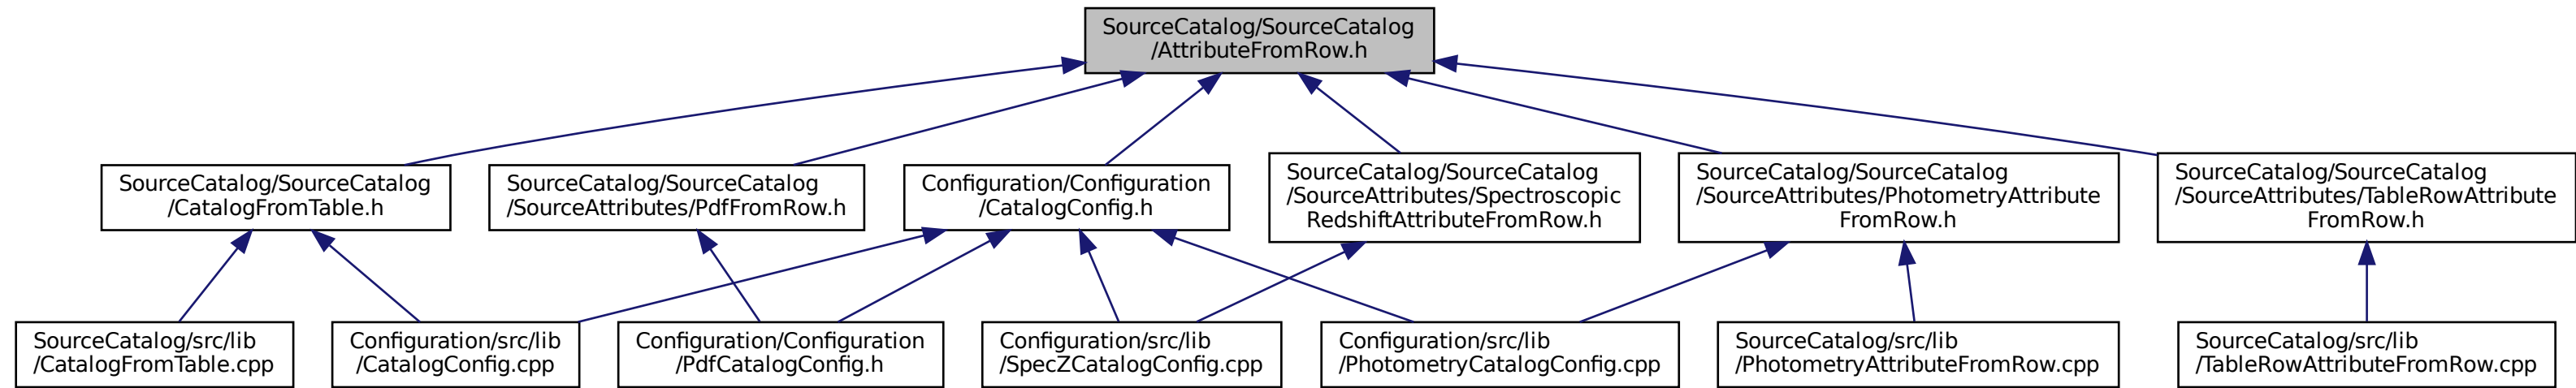 SourceCatalog/SourceCatalog
/AttributeFromRow.h
SourceCatalog/SourceCatalog
/CatalogFromTable.h
SourceCatalog/SourceCatalog
/SourceAttributes/PdfFromRow.h
Configuration/Configuration
/CatalogConfig.h
SourceCatalog/SourceCatalog
/SourceAttributes/Spectroscopic
RedshiftAttributeFromRow.h
SourceCatalog/SourceCatalog
/SourceAttributes/PhotometryAttribute
FromRow.h
SourceCatalog/SourceCatalog
/SourceAttributes/TableRowAttribute
FromRow.h
SourceCatalog/src/lib
/CatalogFromTable.cpp
Configuration/src/lib
/CatalogConfig.cpp
Configuration/Configuration
/PdfCatalogConfig.h
Configuration/src/lib
/SpecZCatalogConfig.cpp
Configuration/src/lib
/PhotometryCatalogConfig.cpp
SourceCatalog/src/lib
/PhotometryAttributeFromRow.cpp
SourceCatalog/src/lib
/TableRowAttributeFromRow.cpp